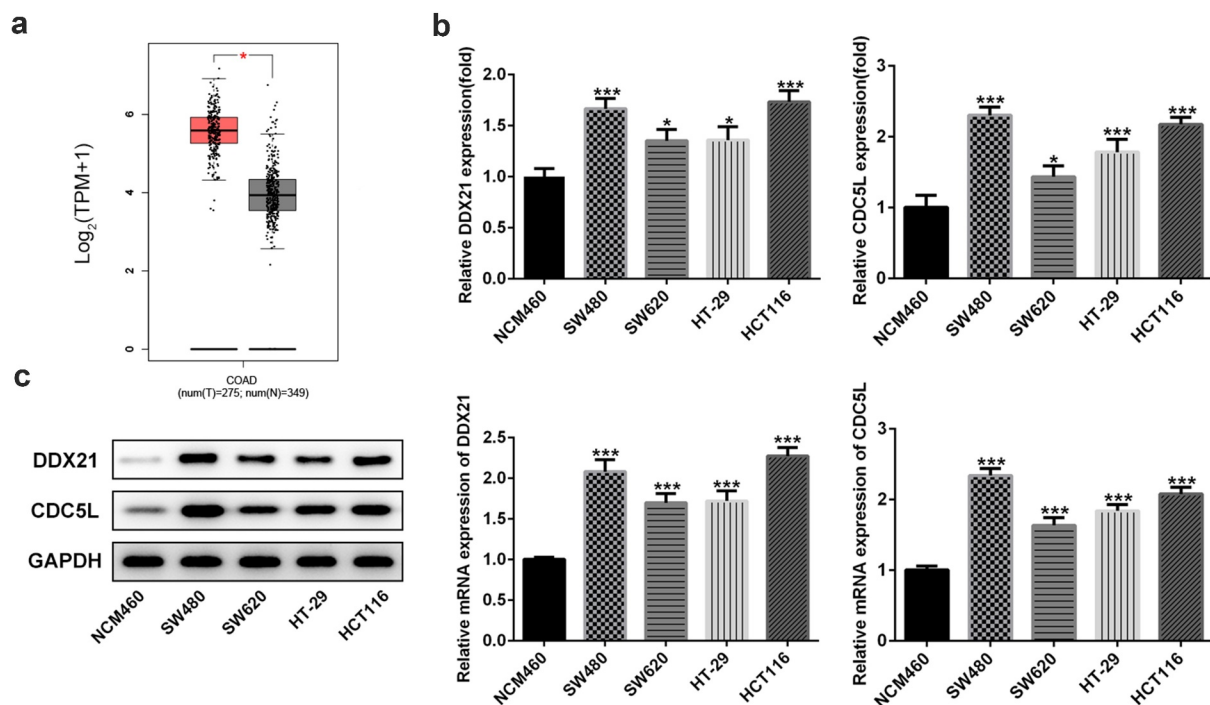 a
*
Log2(TPM+1)
6
4
2
0
COAD
(num(T)=275; num(N)=349)
b
Relative DDX21 expression(fold)
2.0
1.5
1.0
0.5
0.0
***
*
*
***
NCM460
SW480
SW620
HT-29
HCT116
Relative CDC5L expression(fold)
3
2
1
0
***
*
***
***
NCM460
SW480
SW620
HT-29
HCT116
c
DDX21
CDC5L
GAPDH
NCM460
SW480
SW620
HT-29
HCT116
Relative mRNA expression of DDX21
2.5
2.0
1.5
1.0
0.5
0.0
***
***
***
***
NCM460
SW480
SW620
HT-29
HCT116
Relative mRNA expression of CDC5L
3
2
1
0
***
***
***
***
NCM460
SW480
SW620
HT-29
HCT116